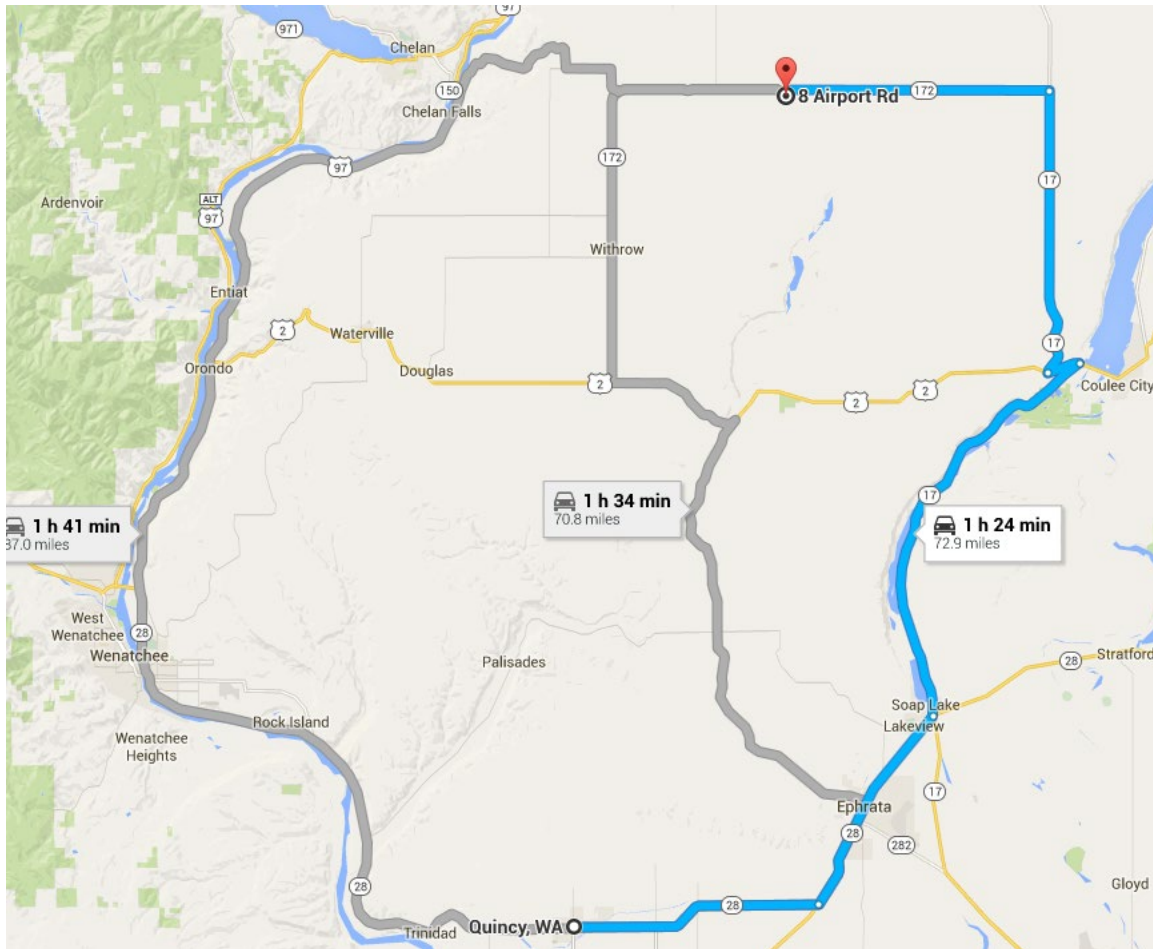 97
971
Chelan
150
Chelan Falls
8 Airport Rd
172
97
172
17
ALT
97
Ardenvoir
Withrow
Entiat
2
Waterville
17
Orondo
Douglas
2
2
2
Coulee City
1 h 34 min
70.8 miles
17
1 h 41 min
87.0 miles
1 h 24 min
72.9 miles
West
Wenatchee
28
Wenatchee
Palisades
28
Stratford
Soap Lake
Lakeview
Rock Island
Wenatchee
Heights
17
Ephrata
28
282
28
Gloyd
28
Quincy, WA
Trinidad